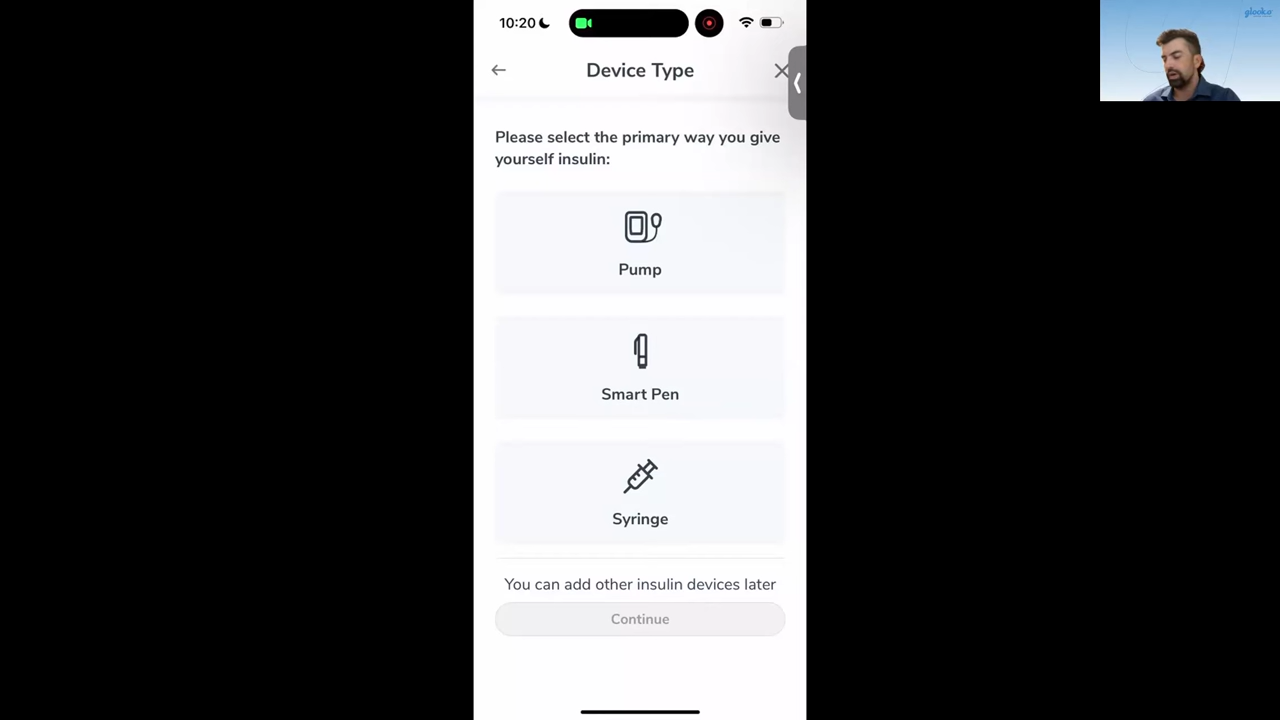 10:20
glooko
Device Type
Please select the primary way you give
yourself insulin:
Pump
Smart Pen
Syringe
You can add other insulin devices later
Continue